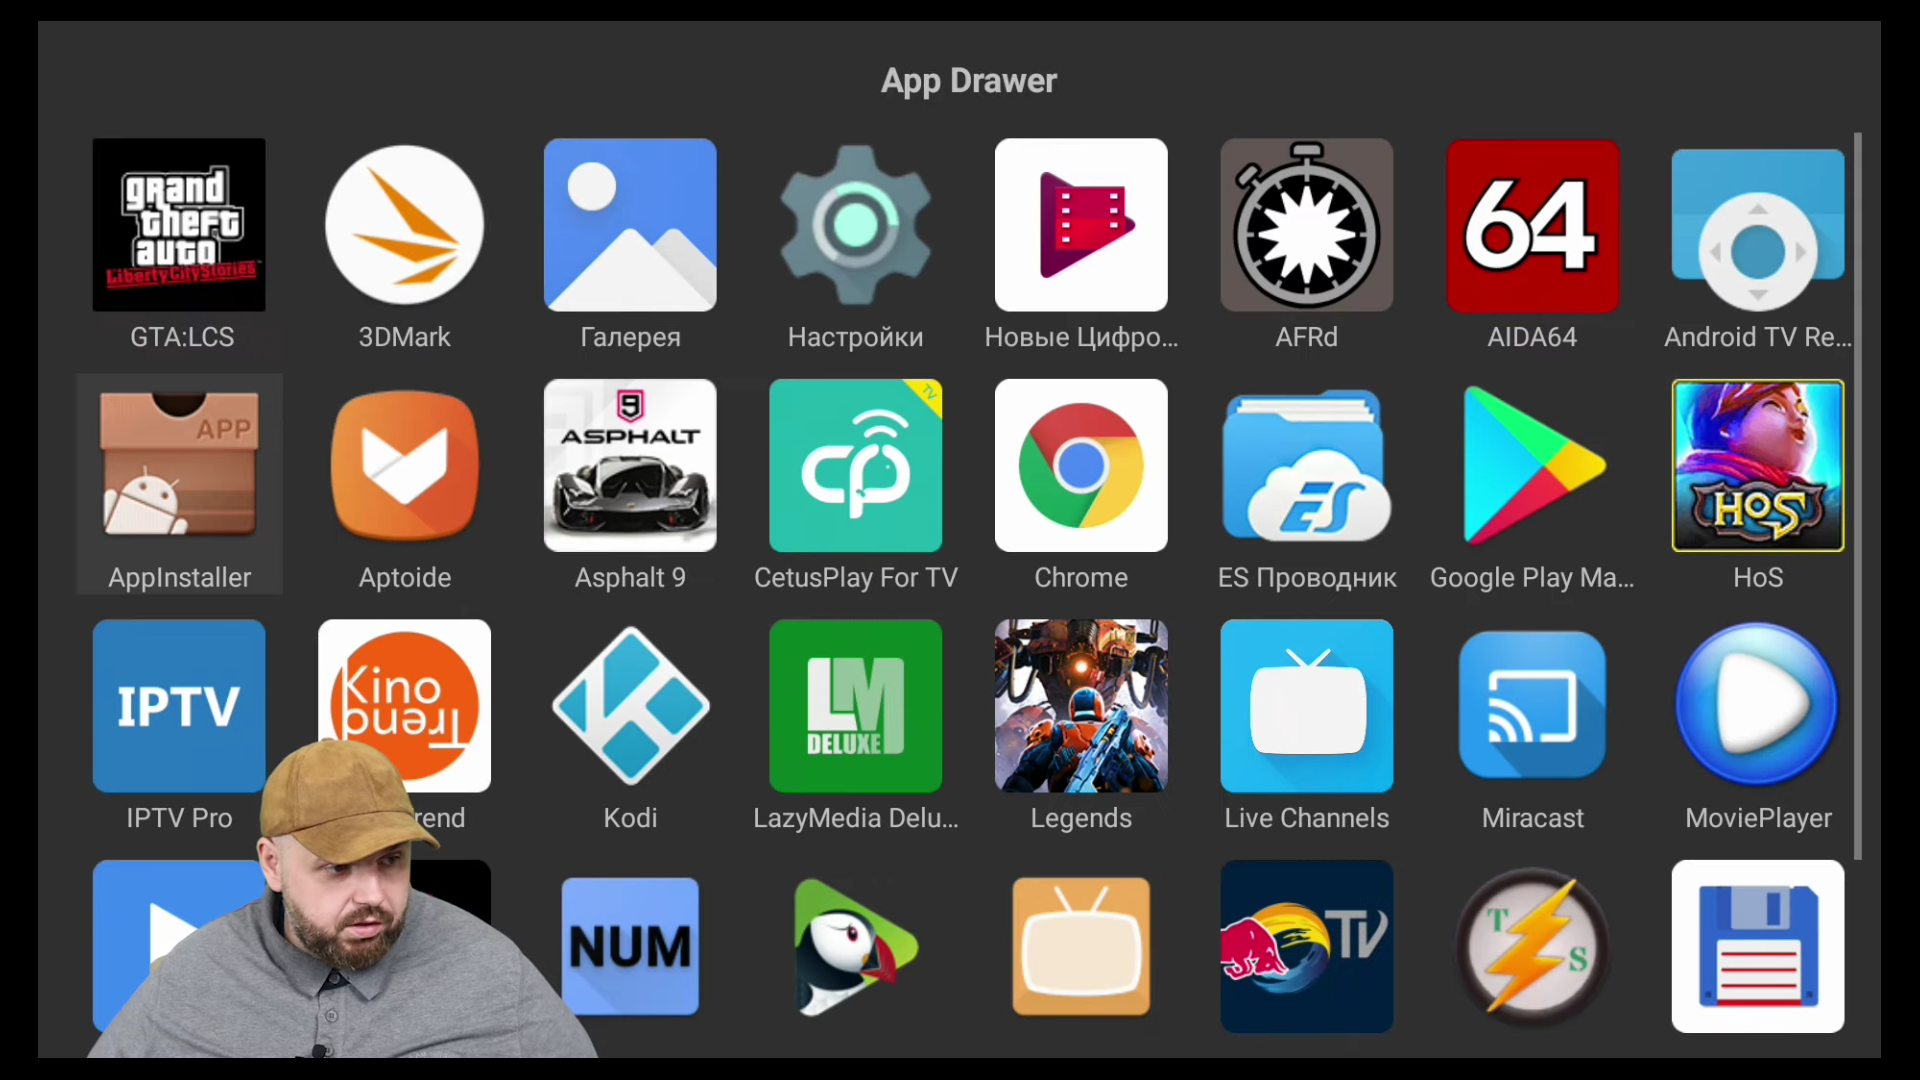 App Drawer
grand
theft
auto
Liberty City Stories
64
GTA:LCS
3DMark
Галерея
Настройки
Новые Цифро...
AFRd
AIDA64
Android TV Re...
APP
9
ASPHALT
TV
ES
HoS
AppInstaller
Aptoide
Asphalt 9
CetusPlay For TV
Chrome
ES Проводник
Google Play Ma...
HoS
IPTV
Kino
Trend
LM
DELUXE
IPTV Pro
rend
Kodi
LazyMedia Delu...
Legends
Live Channels
Miracast
MoviePlayer
NUM
TV
T
S